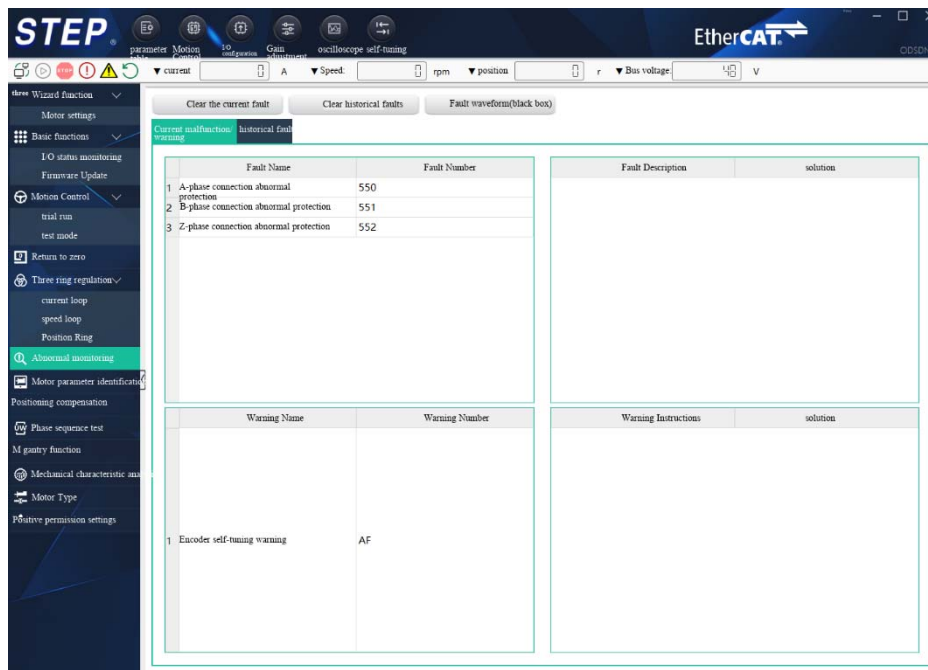 STEP®
parameter table
Motion Control
I/O configuration
Gain adjustment
oscilloscope
self-tuning
EtherCAT.
STOP
▼ current 0 A ▼ Speed: 0 rpm ▼ position 0 r ▼ Bus voltage: 48 V
three Wizard function
Motor settings
Basic functions
I/O status monitoring
Firmware Update
Motion Control
trial run
test mode
Return to zero
Three ring regulation
current loop
speed loop
Position Ring
Abnormal monitoring
Motor parameter identificatio
Positioning compensation
Phase sequence test
M gantry function
Mechanical characteristic ana
Motor Type
Positive permission settings
Clear the current fault
Clear historical faults
Fault waveform(black box)
Current malfunction/
warning
historical fault
Fault Name Fault Number
1 A-phase connection abnormal
protection 550
2 B-phase connection abnormal protection 551
3 Z-phase connection abnormal protection 552
Fault Description solution
Warning Name Warning Number
1 Encoder self-tuning warning AF
Warning Instructions solution